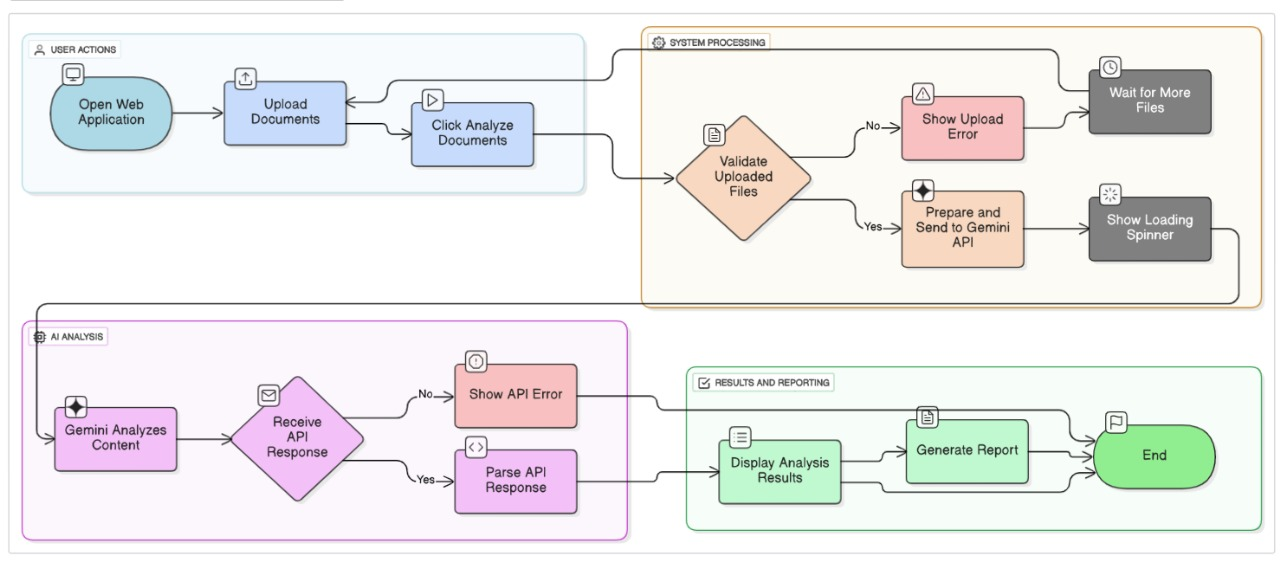 USER ACTIONS
Open Web
Application
Upload
Documents
Click Analyze
Documents
SYSTEM PROCESSING
Validate
Uploaded
Files
No
Show Upload
Error
Wait for More
Files
Yes
Prepare and
Send to Gemini
API
Show Loading
Spinner
AI ANALYSIS
Gemini Analyzes
Content
Receive
API
Response
No
Show API Error
Yes
Parse API
Response
RESULTS AND REPORTING
Display Analysis
Results
Generate Report
End